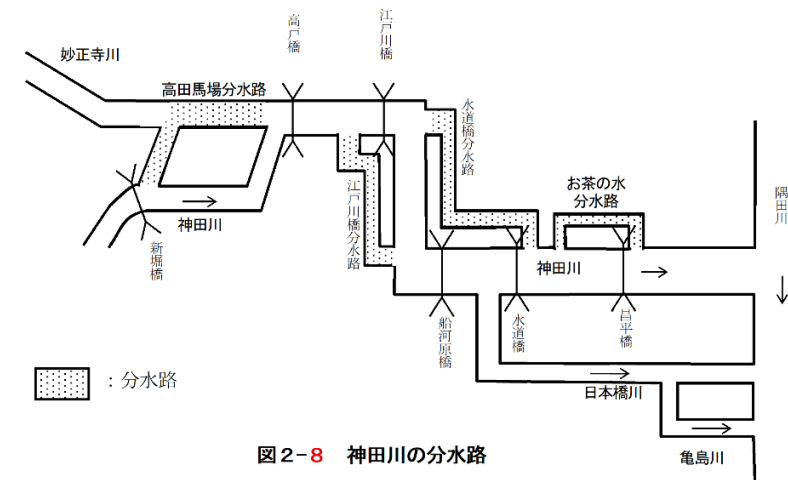 高戸橋
江戸川橋
妙正寺川
高田馬場分水路
水道橋分水路
お茶の水
分水路
隅田川
江戸川橋分水路
神田川
新堀橋
神田川
船河原橋
水道橋
昌平橋
：分水路
日本橋川
亀島川
図2-8 神田川の分水路